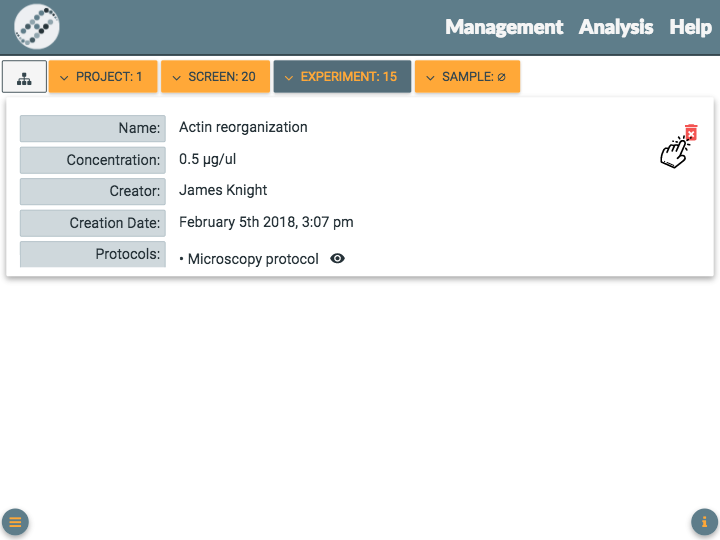 Management Analysis Help
PROJECT: 1 SCREEN: 20 EXPERIMENT: 15 SAMPLE: ∅
Name: Actin reorganization
Concentration: 0.5 µg/ul
Creator: James Knight
Creation Date: February 5th 2018, 3:07 pm
Protocols: • Microscopy protocol